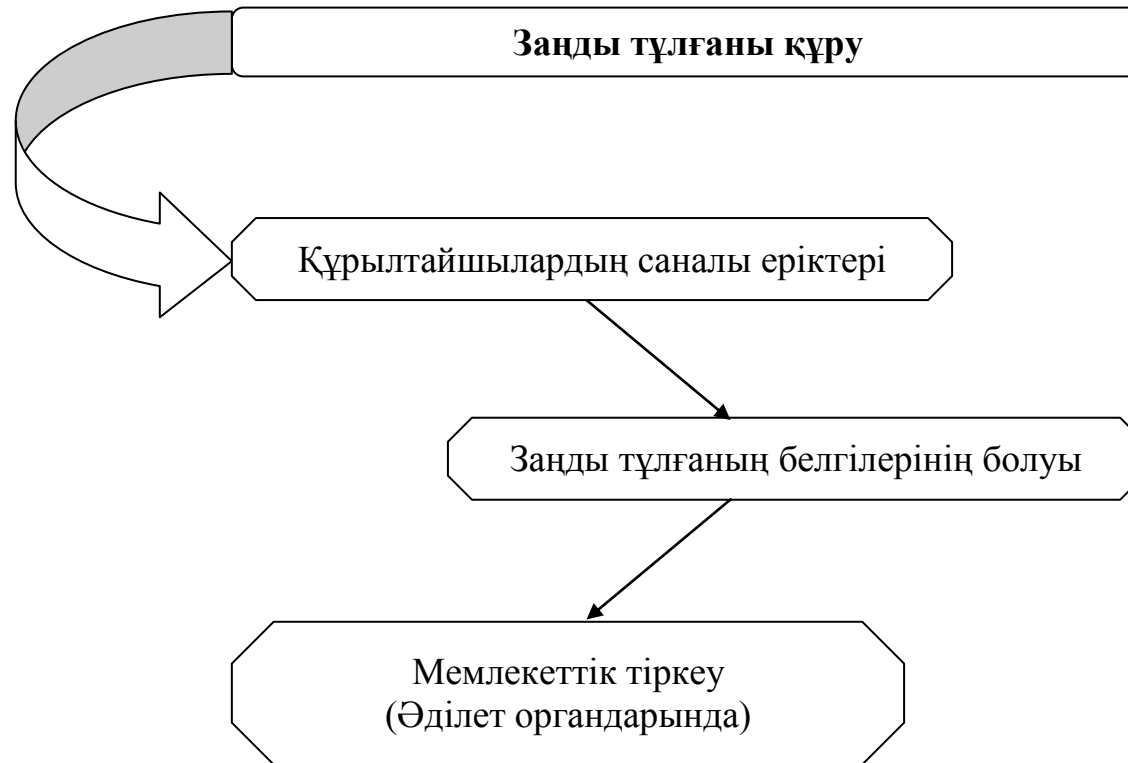 Заңды тұлғаны құру
Құрылтайшылардың саналы еріктері
Заңды тұлғаның белгілерінің болуы
Мемлекеттік тіркеу
(Әділет органдарында)